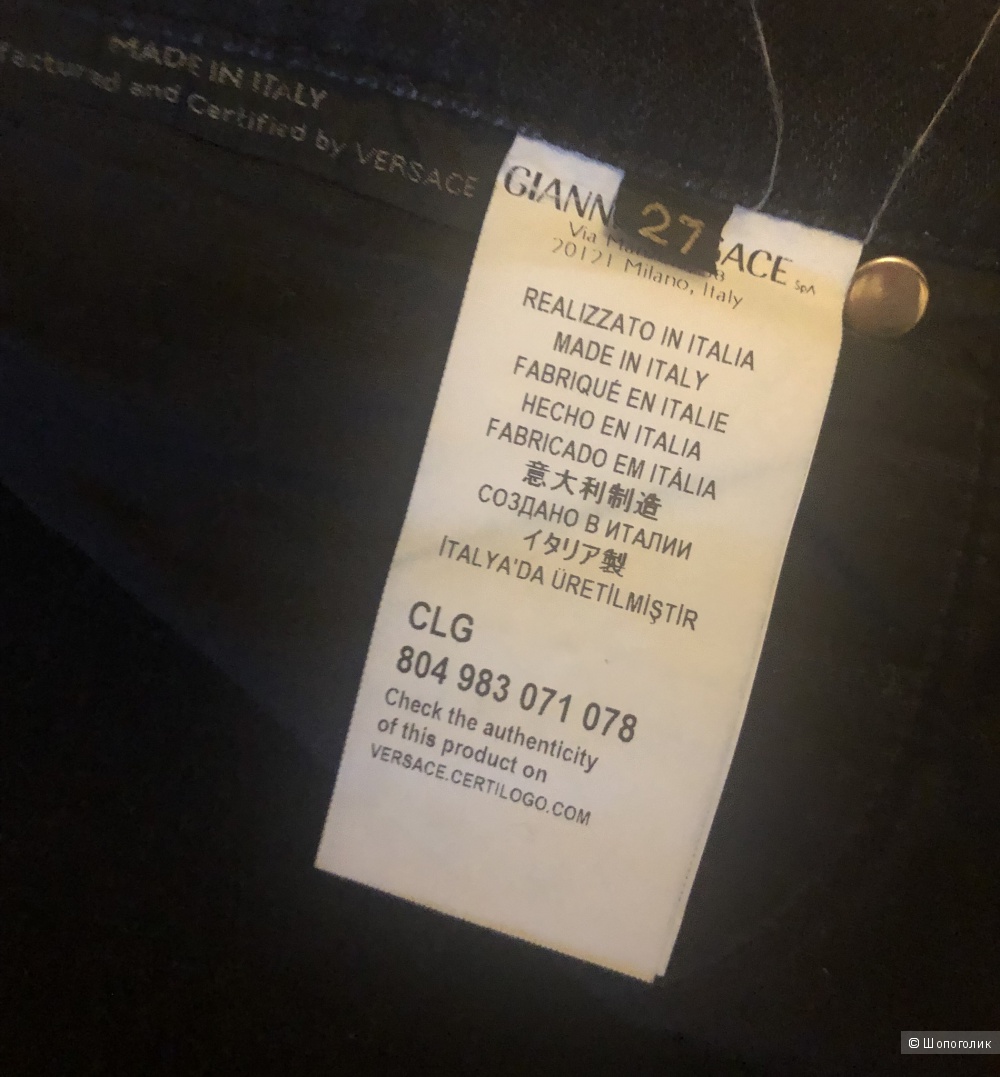 MADE IN ITALY
and Certified by VERSACE
27
Via
20121 Milano, Italy
SpA
REALIZZATO IN ITALIA
MADE IN ITALY
FABRIQUÉ EN ITALIE
HECHO EN ITALIA
FABRICADO EM ITÁLIA
意大利制造
СОЗДАНО В ИТАЛИИ
イタリア製
İTALYA'DA ÜRETİLMİŞTİR
CLG
804 983 071 078
Check the authenticity
of this product on
VERSACE.CERTILOGO.COM
© Шопоголик